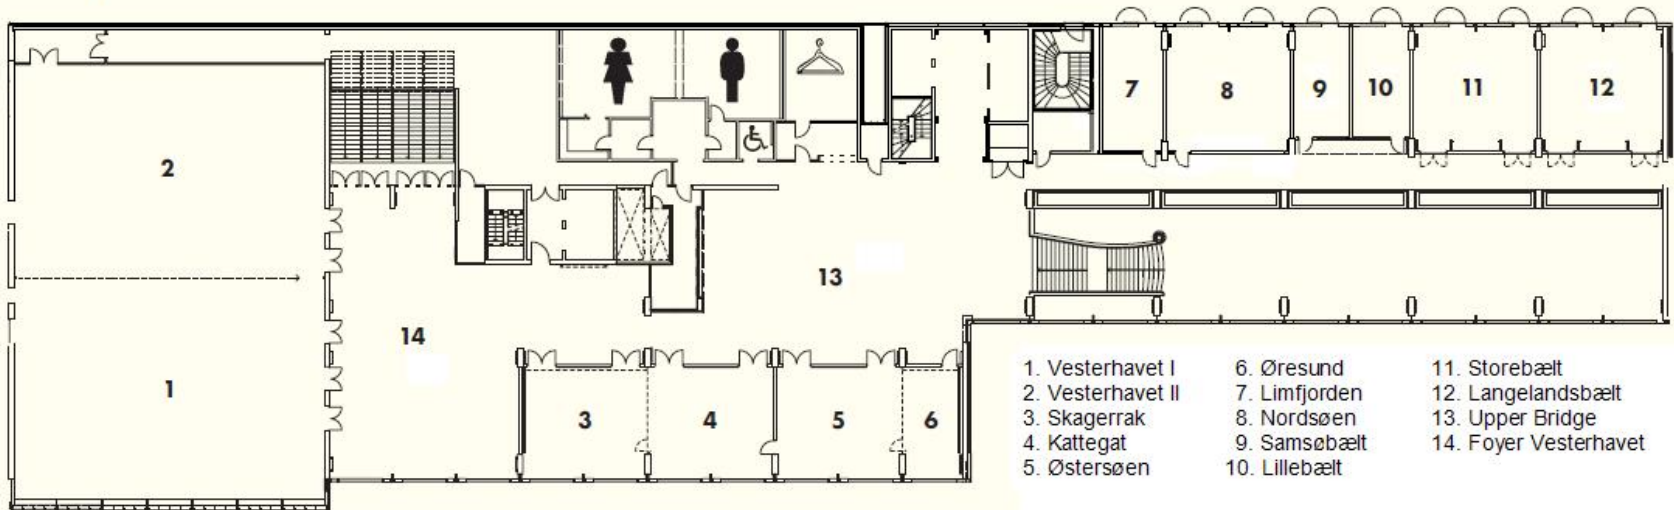 7
8
9
10
11
12
2
13
14
1
3
4
5
6
1. Vesterhavet I
2. Vesterhavet II
3. Skagerrak
4. Kattegat
5. Østersøen
6. Øresund
7. Limfjorden
8. Nordsøen
9. Samsøbælt
10. Lillebælt
11. Storebælt
12. Langelandsbælt
13. Upper Bridge
14. Foyer Vesterhavet